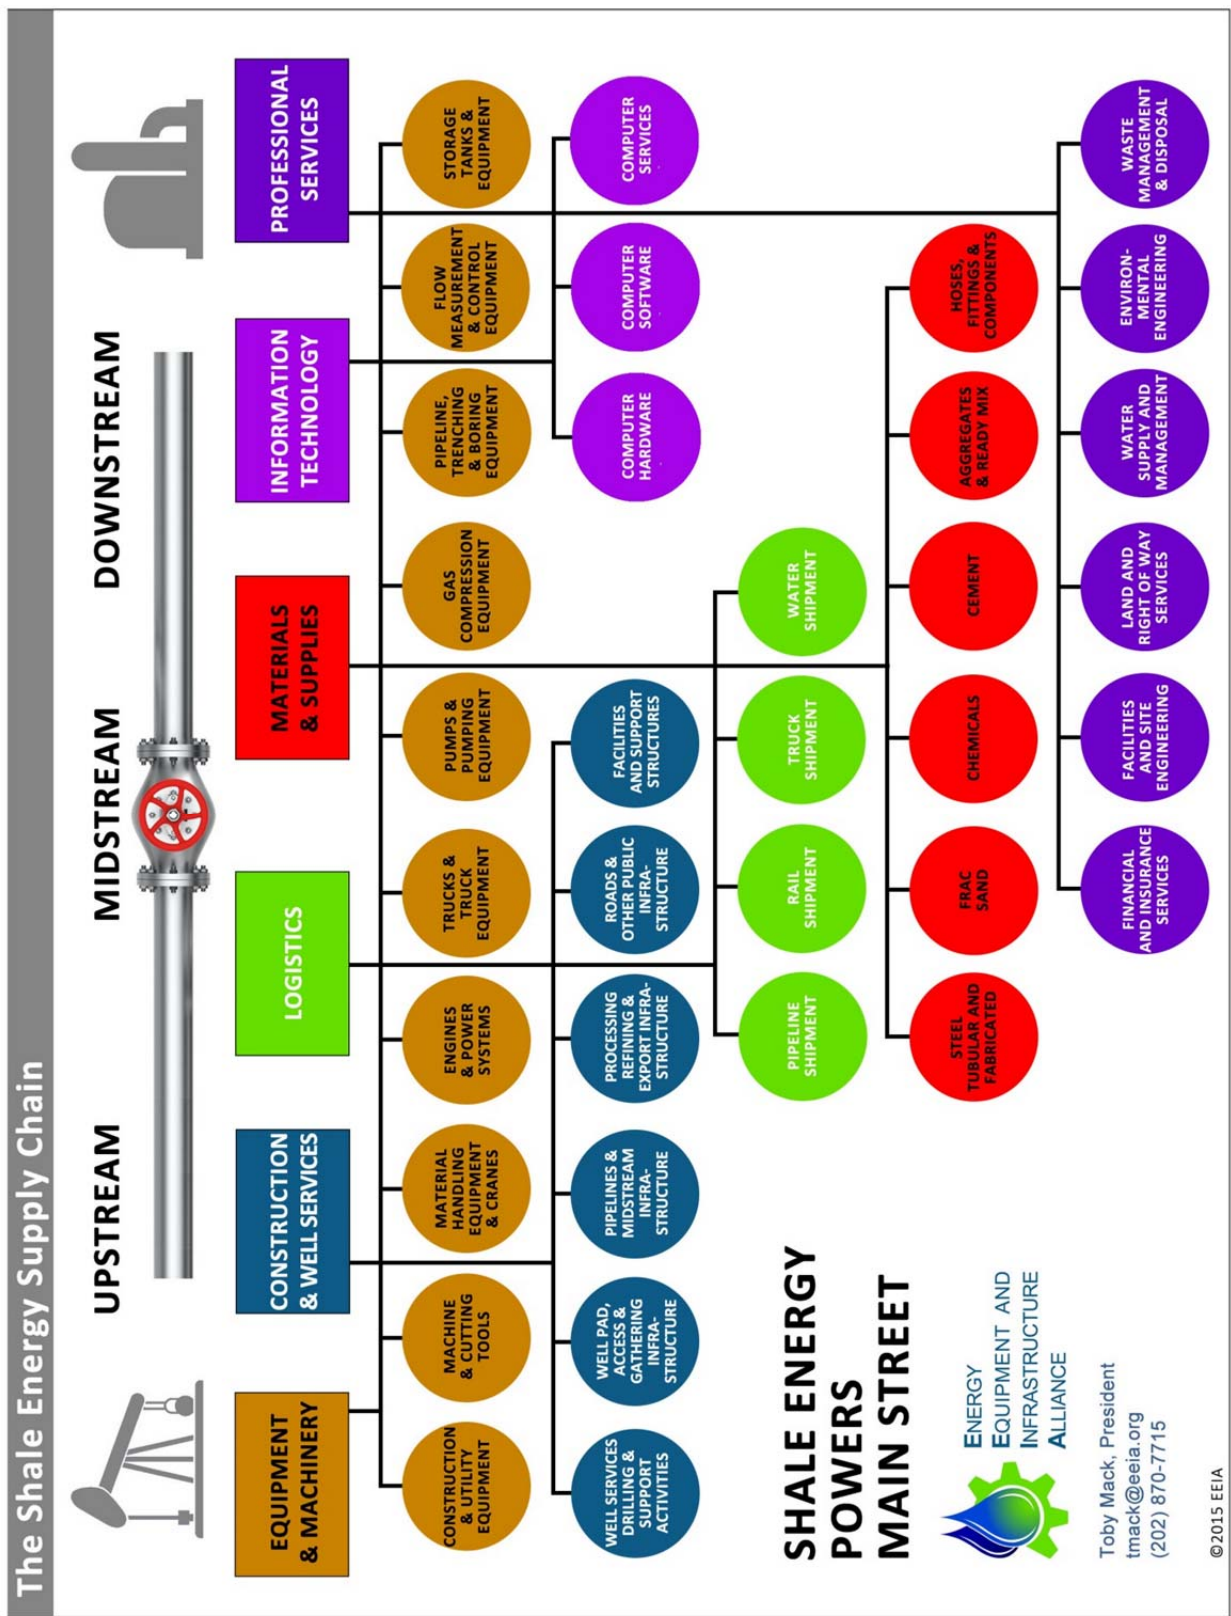 The Shale Energy Supply Chain
UPSTREAM
MIDSTREAM
DOWNSTREAM
EQUIPMENT
& MACHINERY
CONSTRUCTION
& WELL SERVICES
LOGISTICS
MATERIALS
& SUPPLIES
INFORMATION
TECHNOLOGY
PROFESSIONAL
SERVICES
CONSTRUCTION
& UTILITY
EQUIPMENT
MACHINE
& CUTTING
TOOLS
MATERIAL
HANDLING
EQUIPMENT
& CRANES
ENGINES
& POWER
SYSTEMS
TRUCKS &
TRUCK
EQUIPMENT
PUMPS &
PUMPING
EQUIPMENT
GAS
COMPRESSION
EQUIPMENT
PIPELINE,
TRENCHING
& BORING
EQUIPMENT
FLOW
MEASUREMENT
& CONTROL
EQUIPMENT
STORAGE
TANKS &
EQUIPMENT
WELL SERVICES
DRILLING &
SUPPORT
ACTIVITIES
WELL PAD,
ACCESS &
GATHERING
INFRA-
STRUCTURE
PIPELINES &
MIDSTREAM
INFRA-
STRUCTURE
PROCESSING
REFINING &
EXPORT INFRA-
STRUCTURE
ROADS &
OTHER PUBLIC
INFRA-
STRUCTURE
FACILITIES
AND SUPPORT
STRUCTURES
COMPUTER
HARDWARE
COMPUTER
SOFTWARE
COMPUTER
SERVICES
PIPELINE
SHIPMENT
RAIL
SHIPMENT
TRUCK
SHIPMENT
WATER
SHIPMENT
STEEL
TUBULAR AND
FABRICATED
FRAC
SAND
CHEMICALS
CEMENT
AGGREGATES
& READY MIX
HOSES,
FITTINGS &
COMPONENTS
FINANCIAL
AND INSURANCE
SERVICES
FACILITIES
AND SITE
ENGINEERING
LAND AND
RIGHT OF WAY
SERVICES
WATER
SUPPLY AND
MANAGEMENT
ENVIRON-
MENTAL
ENGINEERING
WASTE
MANAGEMENT
& DISPOSAL
SHALE ENERGY
POWERS
MAIN STREET
ENERGY
EQUIPMENT AND
INFRASTRUCTURE
ALLIANCE
Toby Mack, President
tmack@eeia.org
(202) 870-7715
©2015 EEIA